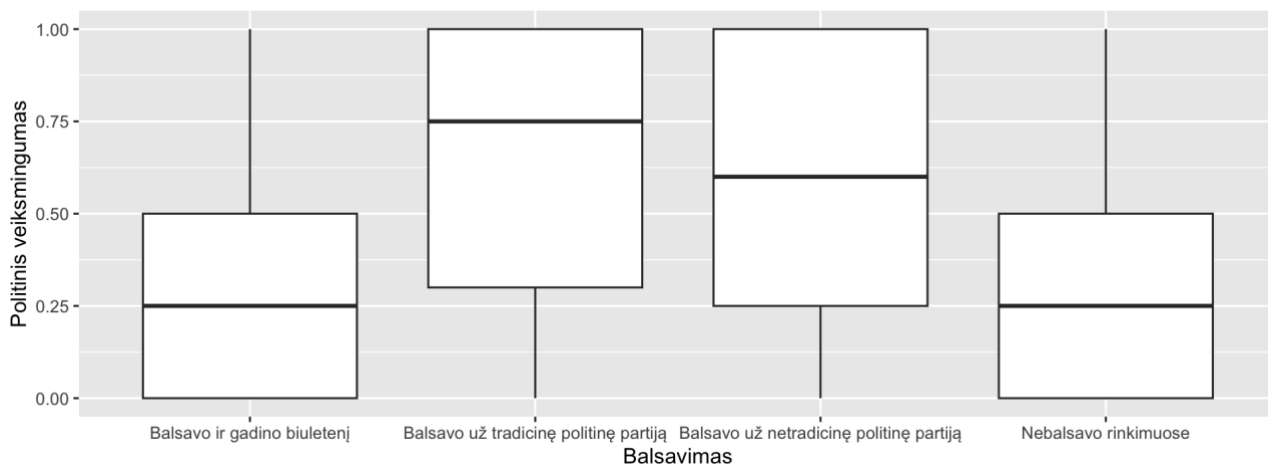 Politinis veiksmingumas
1.00
0.75
0.50
0.25
0.00
Balsavo ir gadino biuletenį
Balsavo už tradicinę politinę partiją
Balsavo už netradicinę politinę partiją
Nebalsavo rinkimuose
Balsavimas